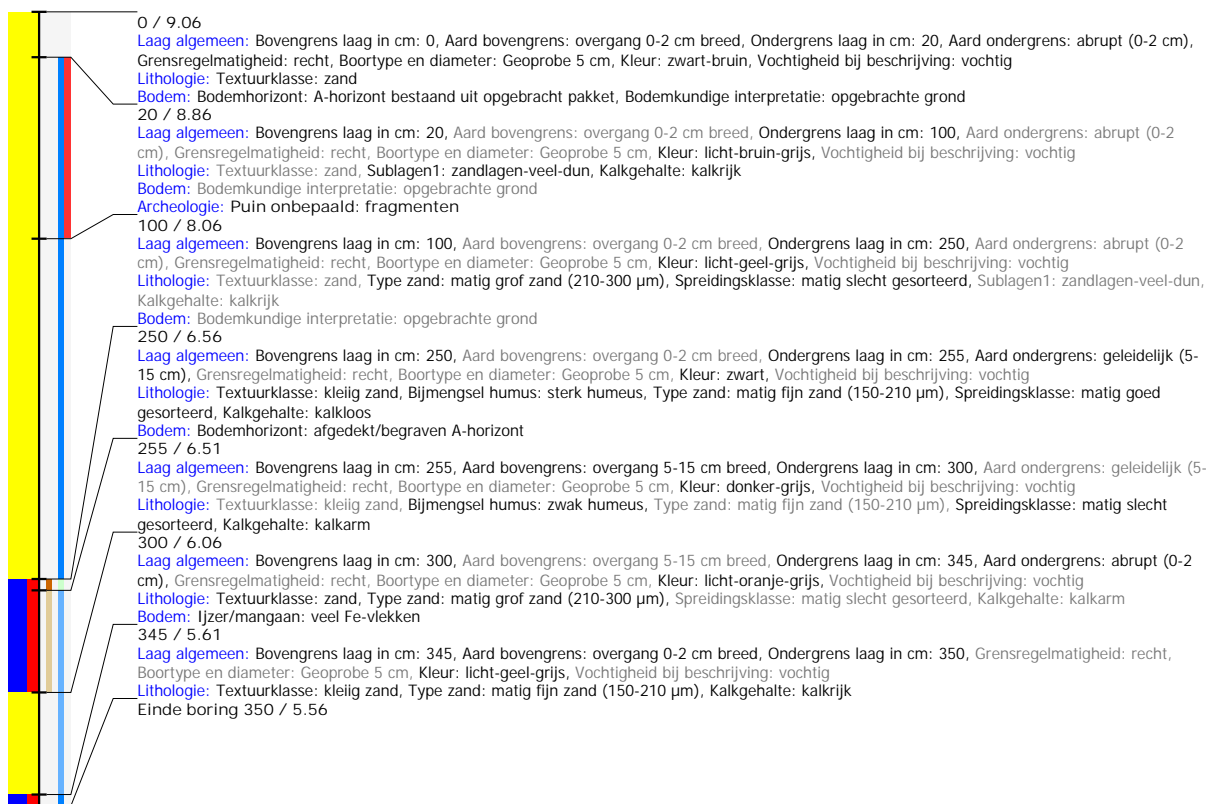 0 / 9.06
Laag algemeen: Bovengrens laag in cm: 0, Aard bovengrens: overgang 0-2 cm breed, Ondergrens laag in cm: 20, Aard ondergrens: abrupt (0-2 cm),
Grensregelmatigheid: recht, Boortype en diameter: Geoprobe 5 cm, Kleur: zwart-bruin, Vochtigheid bij beschrijving: vochtig
Lithologie: Textuurklasse: zand
Bodem: Bodemhorizont: A-horizont bestaand uit opgebracht pakket, Bodemkundige interpretatie: opgebrachte grond
20 / 8.86
Laag algemeen: Bovengrens laag in cm: 20, Aard bovengrens: overgang 0-2 cm breed, Ondergrens laag in cm: 100, Aard ondergrens: abrupt (0-2
cm), Grensregelmatigheid: recht, Boortype en diameter: Geoprobe 5 cm, Kleur: licht-bruin-grijs, Vochtigheid bij beschrijving: vochtig
Lithologie: Textuurklasse: zand, Sublagen1: zandlagen-veel-dun, Kalkgehalte: kalkrijk
Bodem: Bodemkundige interpretatie: opgebrachte grond
Archeologie: Puin onbepaald: fragmenten
100 / 8.06
Laag algemeen: Bovengrens laag in cm: 100, Aard bovengrens: overgang 0-2 cm breed, Ondergrens laag in cm: 250, Aard ondergrens: abrupt (0-2
cm), Grensregelmatigheid: recht, Boortype en diameter: Geoprobe 5 cm, Kleur: licht-geel-grijs, Vochtigheid bij beschrijving: vochtig
Lithologie: Textuurklasse: zand, Type zand: matig grof zand (210-300 µm), Spreidingsklasse: matig slecht gesorteerd, Sublagen1: zandlagen-veel-dun,
Kalkgehalte: kalkrijk
Bodem: Bodemkundige interpretatie: opgebrachte grond
250 / 6.56
Laag algemeen: Bovengrens laag in cm: 250, Aard bovengrens: overgang 0-2 cm breed, Ondergrens laag in cm: 255, Aard ondergrens: geleidelijk (5-
15 cm), Grensregelmatigheid: recht, Boortype en diameter: Geoprobe 5 cm, Kleur: zwart, Vochtigheid bij beschrijving: vochtig
Lithologie: Textuurklasse: kleiig zand, Bijmengsel humus: sterk humeus, Type zand: matig fijn zand (150-210 µm), Spreidingsklasse: matig goed
gesorteerd, Kalkgehalte: kalkloos
Bodem: Bodemhorizont: afgedekt/begraven A-horizont
255 / 6.51
Laag algemeen: Bovengrens laag in cm: 255, Aard bovengrens: overgang 5-15 cm breed, Ondergrens laag in cm: 300, Aard ondergrens: geleidelijk (5-
15 cm), Grensregelmatigheid: recht, Boortype en diameter: Geoprobe 5 cm, Kleur: donker-grijs, Vochtigheid bij beschrijving: vochtig
Lithologie: Textuurklasse: kleiig zand, Bijmengsel humus: zwak humeus, Type zand: matig fijn zand (150-210 µm), Spreidingsklasse: matig slecht
gesorteerd, Kalkgehalte: kalkarm
300 / 6.06
Laag algemeen: Bovengrens laag in cm: 300, Aard bovengrens: overgang 5-15 cm breed, Ondergrens laag in cm: 345, Aard ondergrens: abrupt (0-2
cm), Grensregelmatigheid: recht, Boortype en diameter: Geoprobe 5 cm, Kleur: licht-oranje-grijs, Vochtigheid bij beschrijving: vochtig
Lithologie: Textuurklasse: zand, Type zand: matig grof zand (210-300 µm), Spreidingsklasse: matig slecht gesorteerd, Kalkgehalte: kalkarm
Bodem: Ijzer/mangaan: veel Fe-vlekken
345 / 5.61
Laag algemeen: Bovengrens laag in cm: 345, Aard bovengrens: overgang 0-2 cm breed, Ondergrens laag in cm: 350, Grensregelmatigheid: recht,
Boortype en diameter: Geoprobe 5 cm, Kleur: licht-geel-grijs, Vochtigheid bij beschrijving: vochtig
Lithologie: Textuurklasse: kleiig zand, Type zand: matig fijn zand (150-210 µm), Kalkgehalte: kalkrijk
Einde boring 350 / 5.56